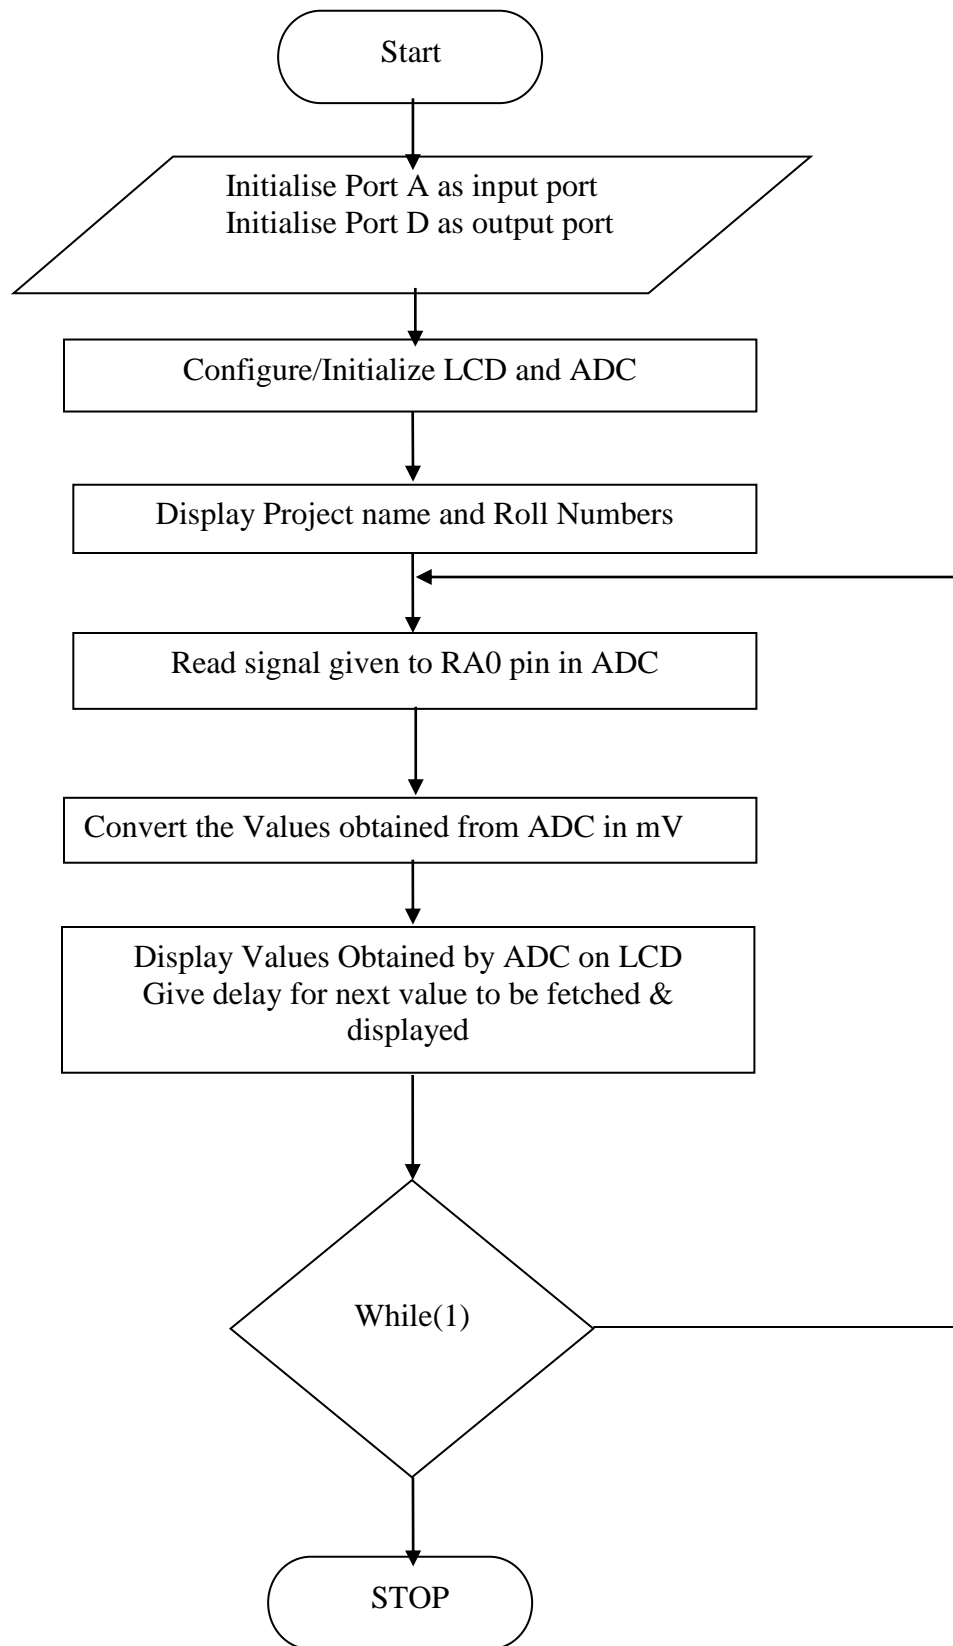 Start
Initialise Port A as input port
Initialise Port D as output port
Configure/Initialize LCD and ADC
Display Project name and Roll Numbers
Read signal given to RA0 pin in ADC
Convert the Values obtained from ADC in mV
Display Values Obtained by ADC on LCD
Give delay for next value to be fetched &
displayed
While(1)
STOP